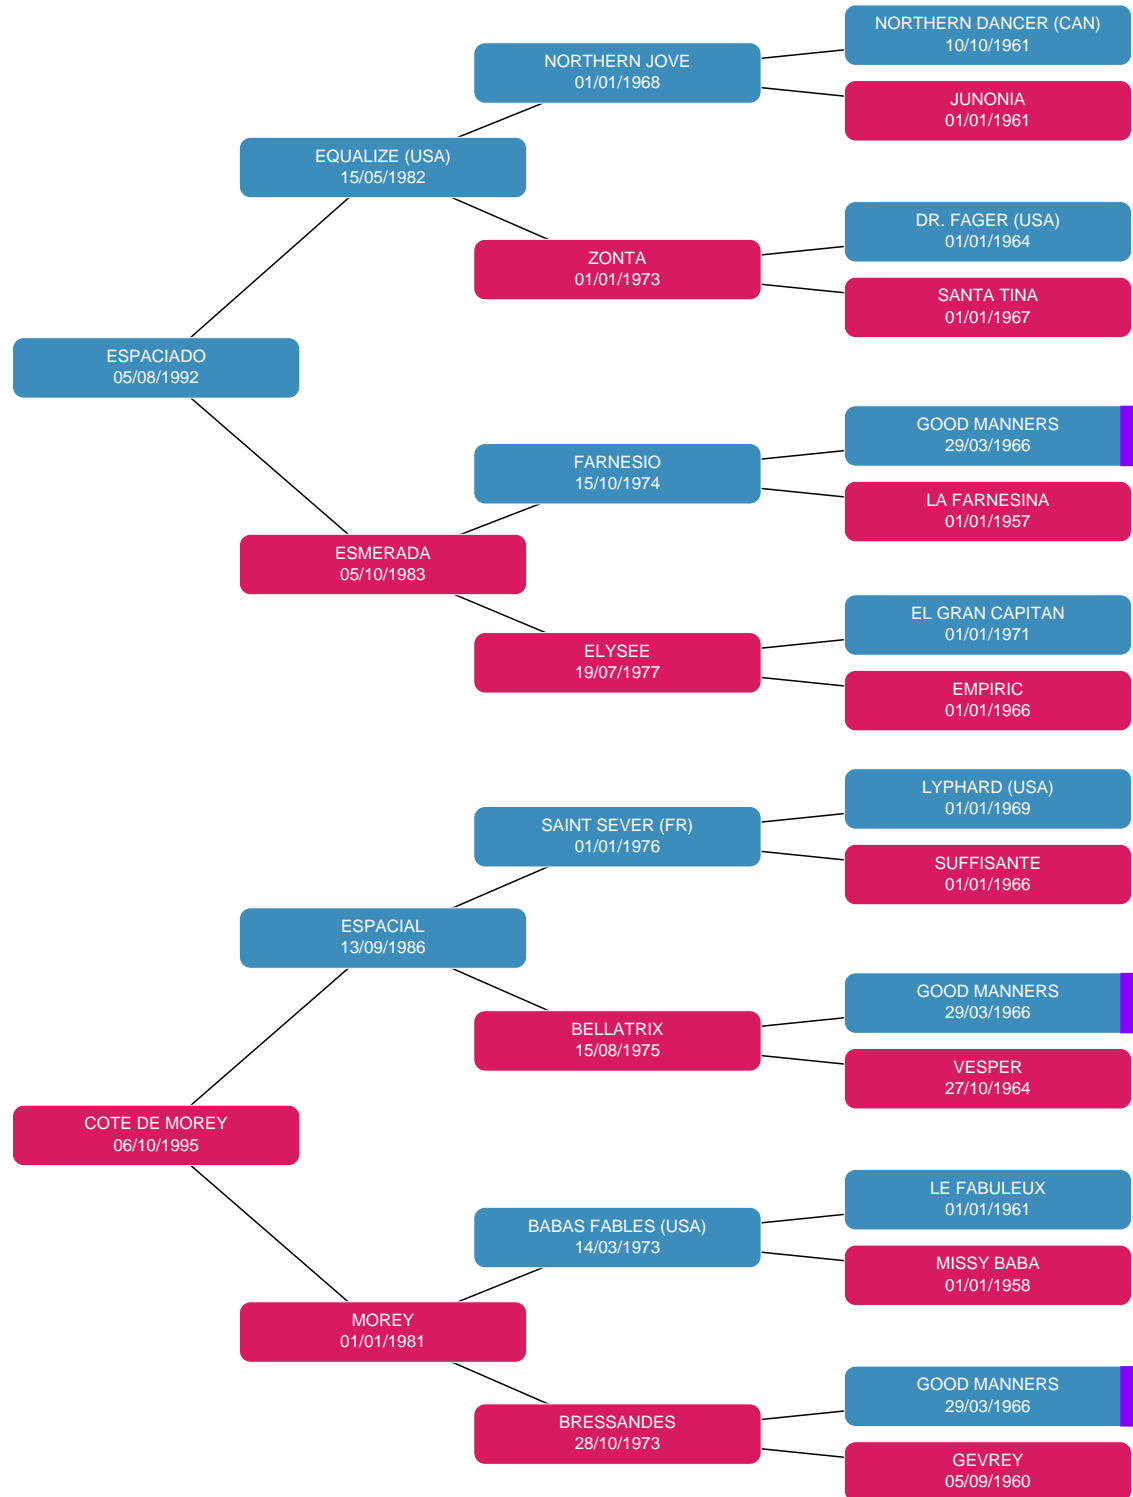 NORTHERN DANCER (CAN)
10/10/1961
NORTHERN JOVE
01/01/1968
JUNONIA
01/01/1961
EQUALIZE (USA)
15/05/1982
DR. FAGER (USA)
01/01/1964
ZONTA
01/01/1973
SANTA TINA
01/01/1967
ESPACIADO
05/08/1992
GOOD MANNERS
29/03/1966
FARNESIO
15/10/1974
LA FARNESINA
01/01/1957
ESMERADA
05/10/1983
EL GRAN CAPITAN
01/01/1971
ELYSEE
19/07/1977
EMPIRIC
01/01/1966
LYPHARD (USA)
01/01/1969
SAINT SEVER (FR)
01/01/1976
SUFFISANTE
01/01/1966
ESPACIAL
13/09/1986
GOOD MANNERS
29/03/1966
BELLATRIX
15/08/1975
VESPER
27/10/1964
COTE DE MOREY
06/10/1995
LE FABULEUX
01/01/1961
BABAS FABLES (USA)
14/03/1973
MISSY BABA
01/01/1958
MOREY
01/01/1981
GOOD MANNERS
29/03/1966
BRESSANDES
28/10/1973
GEVREY
05/09/1960